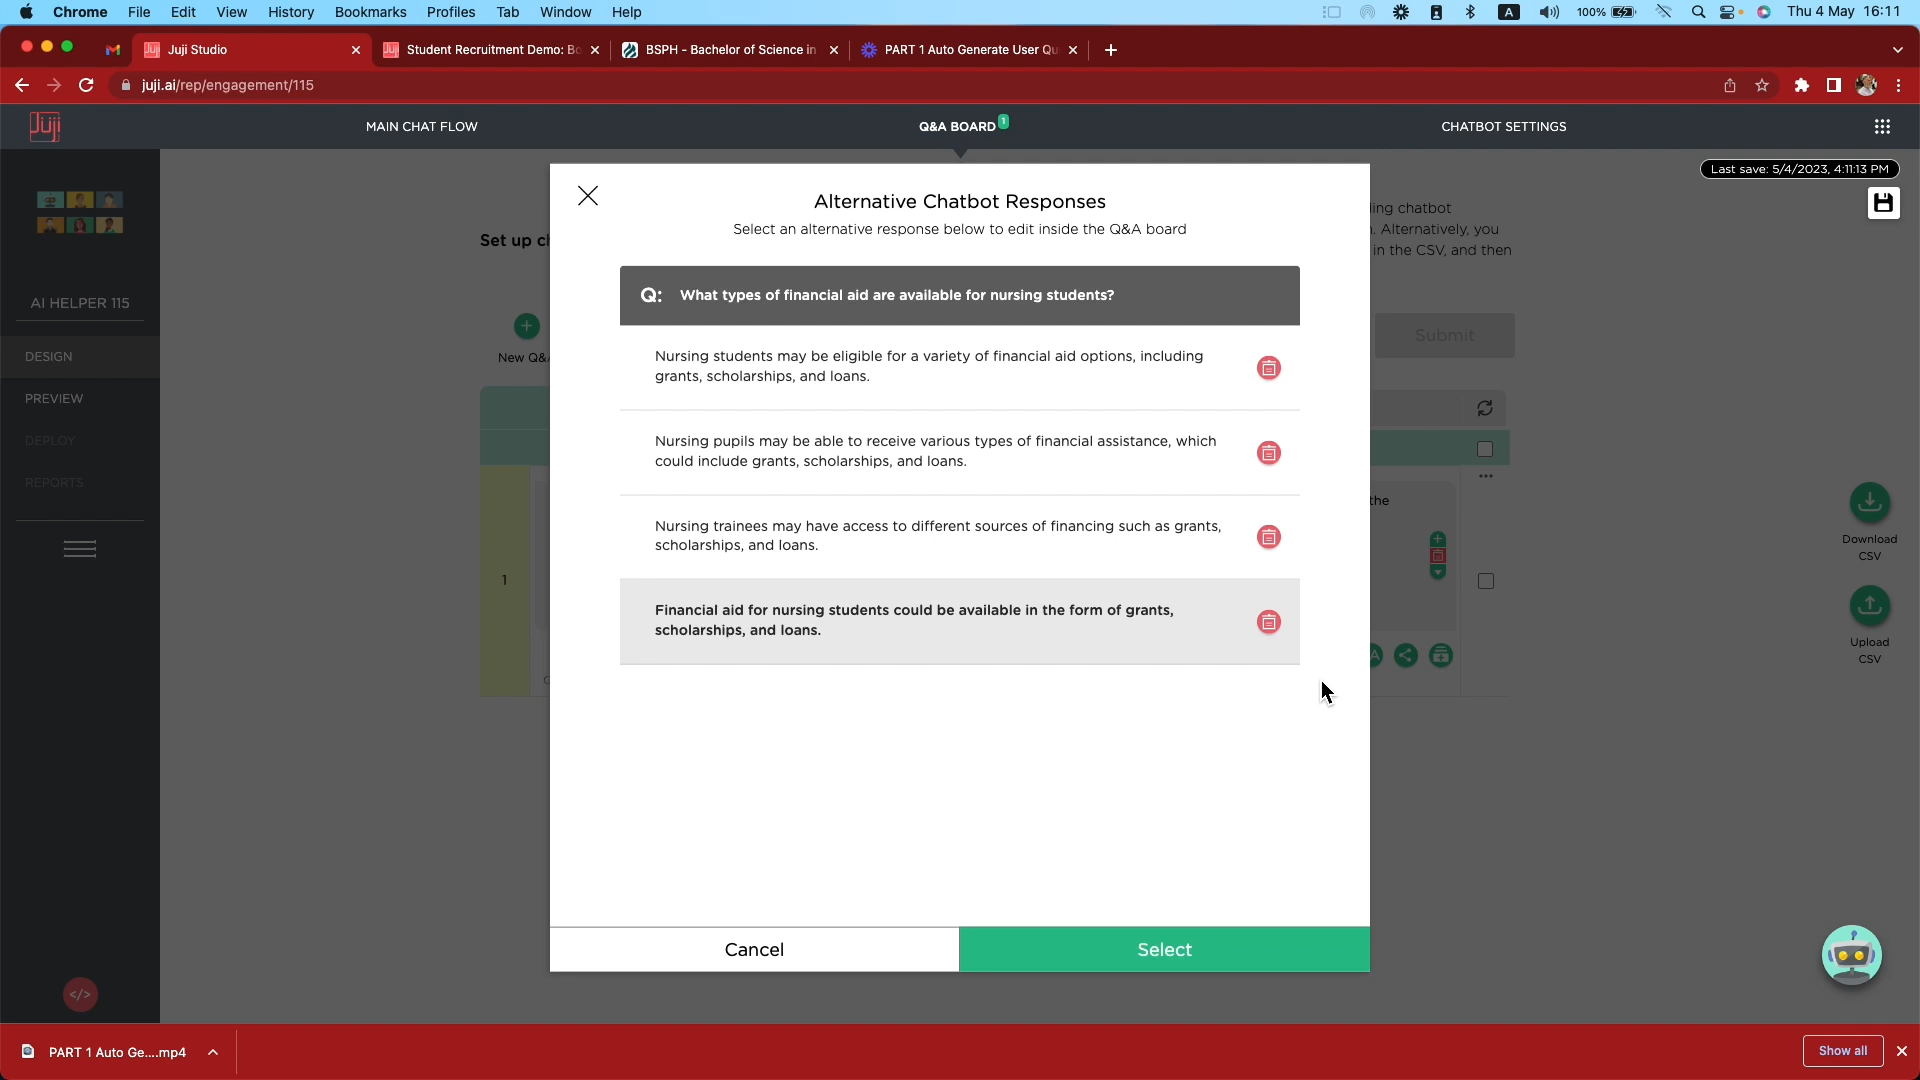 Chrome File Edit View History Bookmarks Profiles Tab Window Help
A 100% Thu 4 May 16:11
Juji Studio
Student Recruitment Demo: Bo
BSPH - Bachelor of Science in
PART 1 Auto Generate User Qu
juji.ai/rep/engagement/115
Juji
MAIN CHAT FLOW
Q&A BOARD 1
CHATBOT SETTINGS
Last save: 5/4/2023, 4:11:13 PM
AI HELPER 115
DESIGN
PREVIEW
DEPLOY
REPORTS
</>
Set up ch
ling chatbot
. Alternatively, you
in the CSV, and then
New Q&A
Submit
1
the
Download
CSV
Upload
CSV
Alternative Chatbot Responses
Select an alternative response below to edit inside the Q&A board
Q: What types of financial aid are available for nursing students?
Nursing students may be eligible for a variety of financial aid options, including
grants, scholarships, and loans.
Nursing pupils may be able to receive various types of financial assistance, which
could include grants, scholarships, and loans.
Nursing trainees may have access to different sources of financing such as grants,
scholarships, and loans.
Financial aid for nursing students could be available in the form of grants,
scholarships, and loans.
Cancel
Select
PART 1 Auto Ge....mp4
Show all